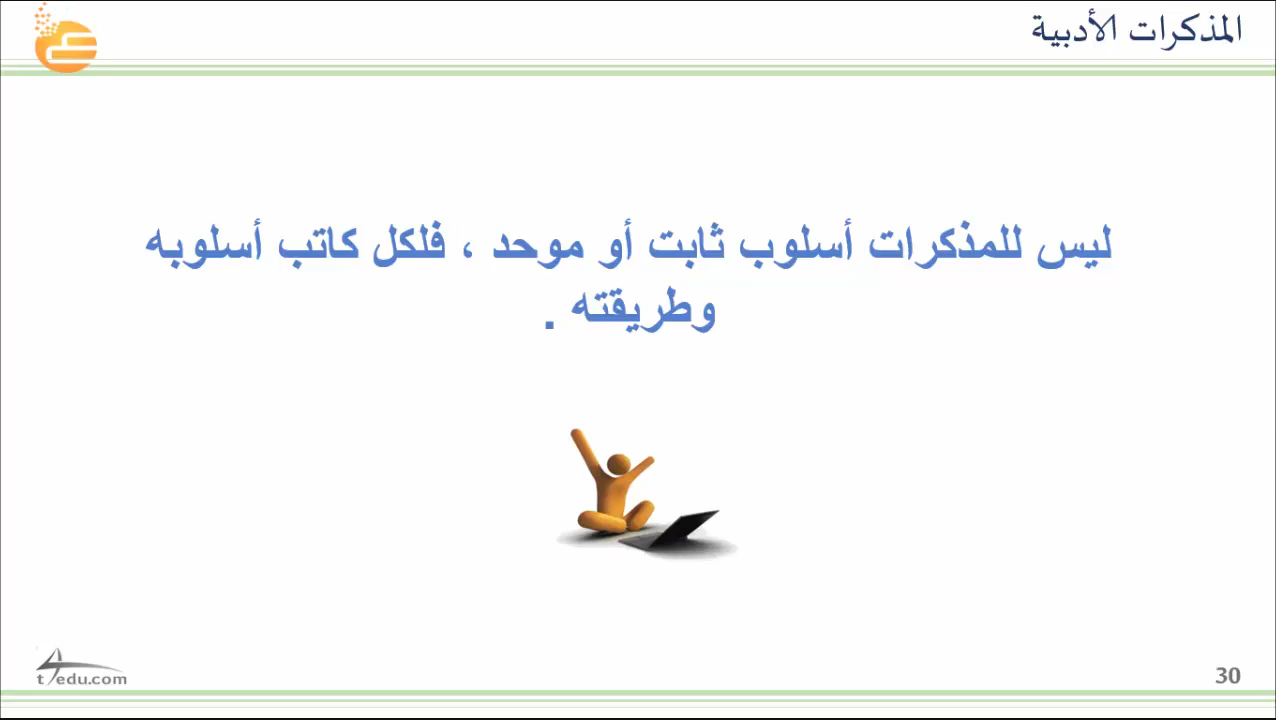 المذكرات الأدبية
ليس للمذكرات أسلوب ثابت أو موحد ، فلكل كاتب أسلوبه
وطريقته .
t4edu.com
30